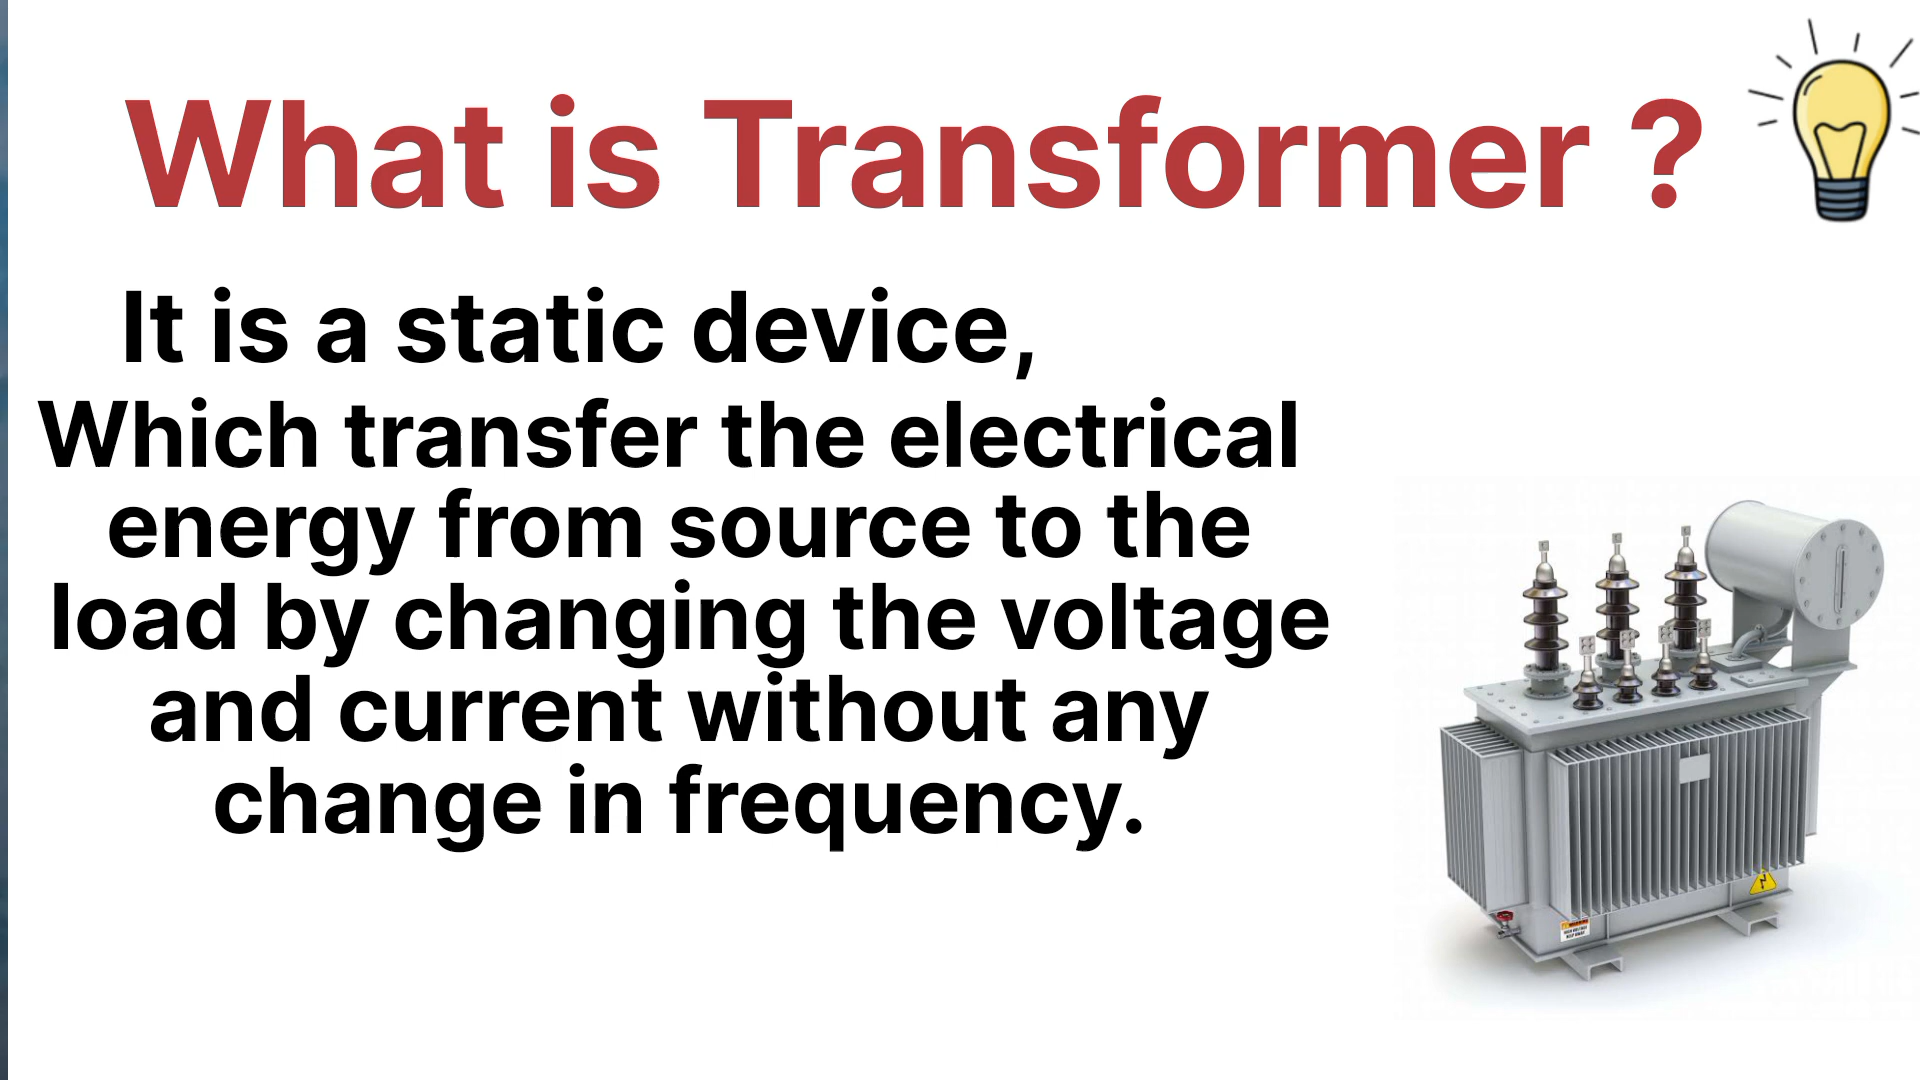 What is Transformer ?
It is a static device,
Which transfer the electrical
energy from source to the
load by changing the voltage
and current without any
change in frequency.